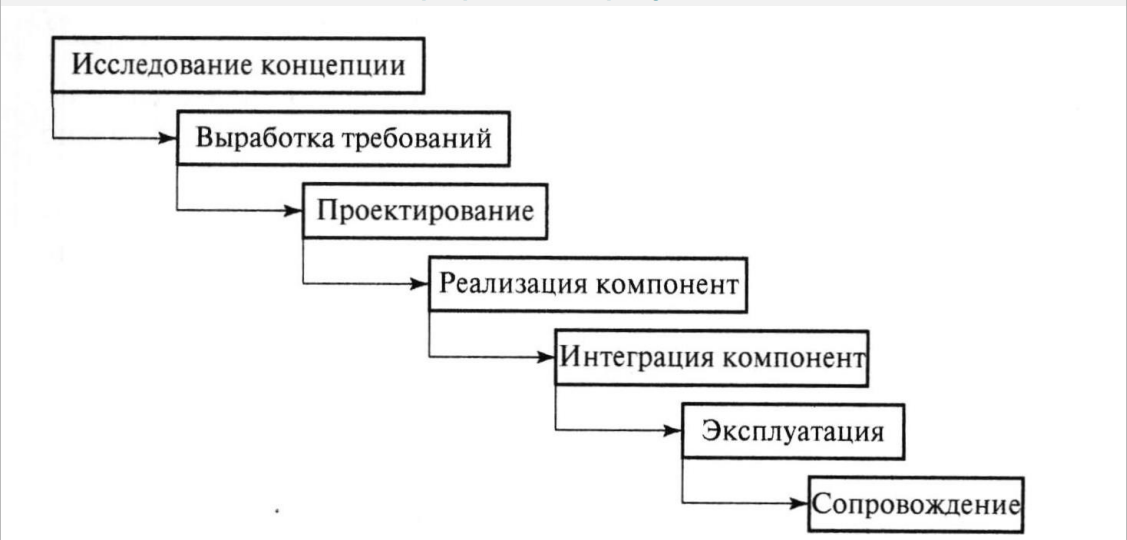 Исследование концепции
Выработка требований
Проектирование
Реализация компонент
Интеграция компонент
Эксплуатация
Сопровождение